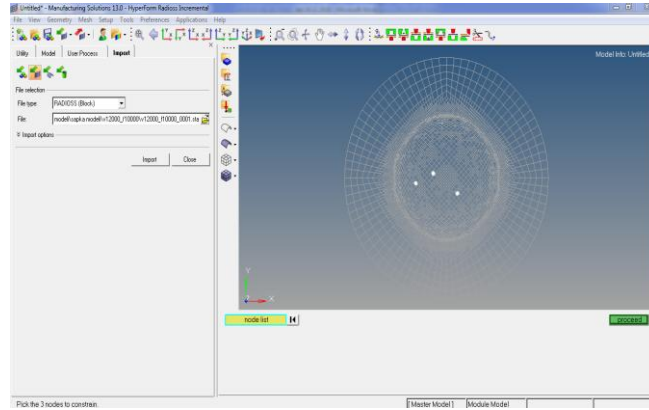 Untitled* - Manufacturing Solutions 13.0 - HyperForm Radioss Incremental
File View Geometry Mesh Setup Tools Preferences Applications Help
Utility Model User Process Import
Model Info: Untitled
File selection
File type: RADIOSS (Block)
File:
Import options
Import Close
Y
Z X
node list
proceed
Pick the 3 nodes to constrain.
[Master Model] Module Model